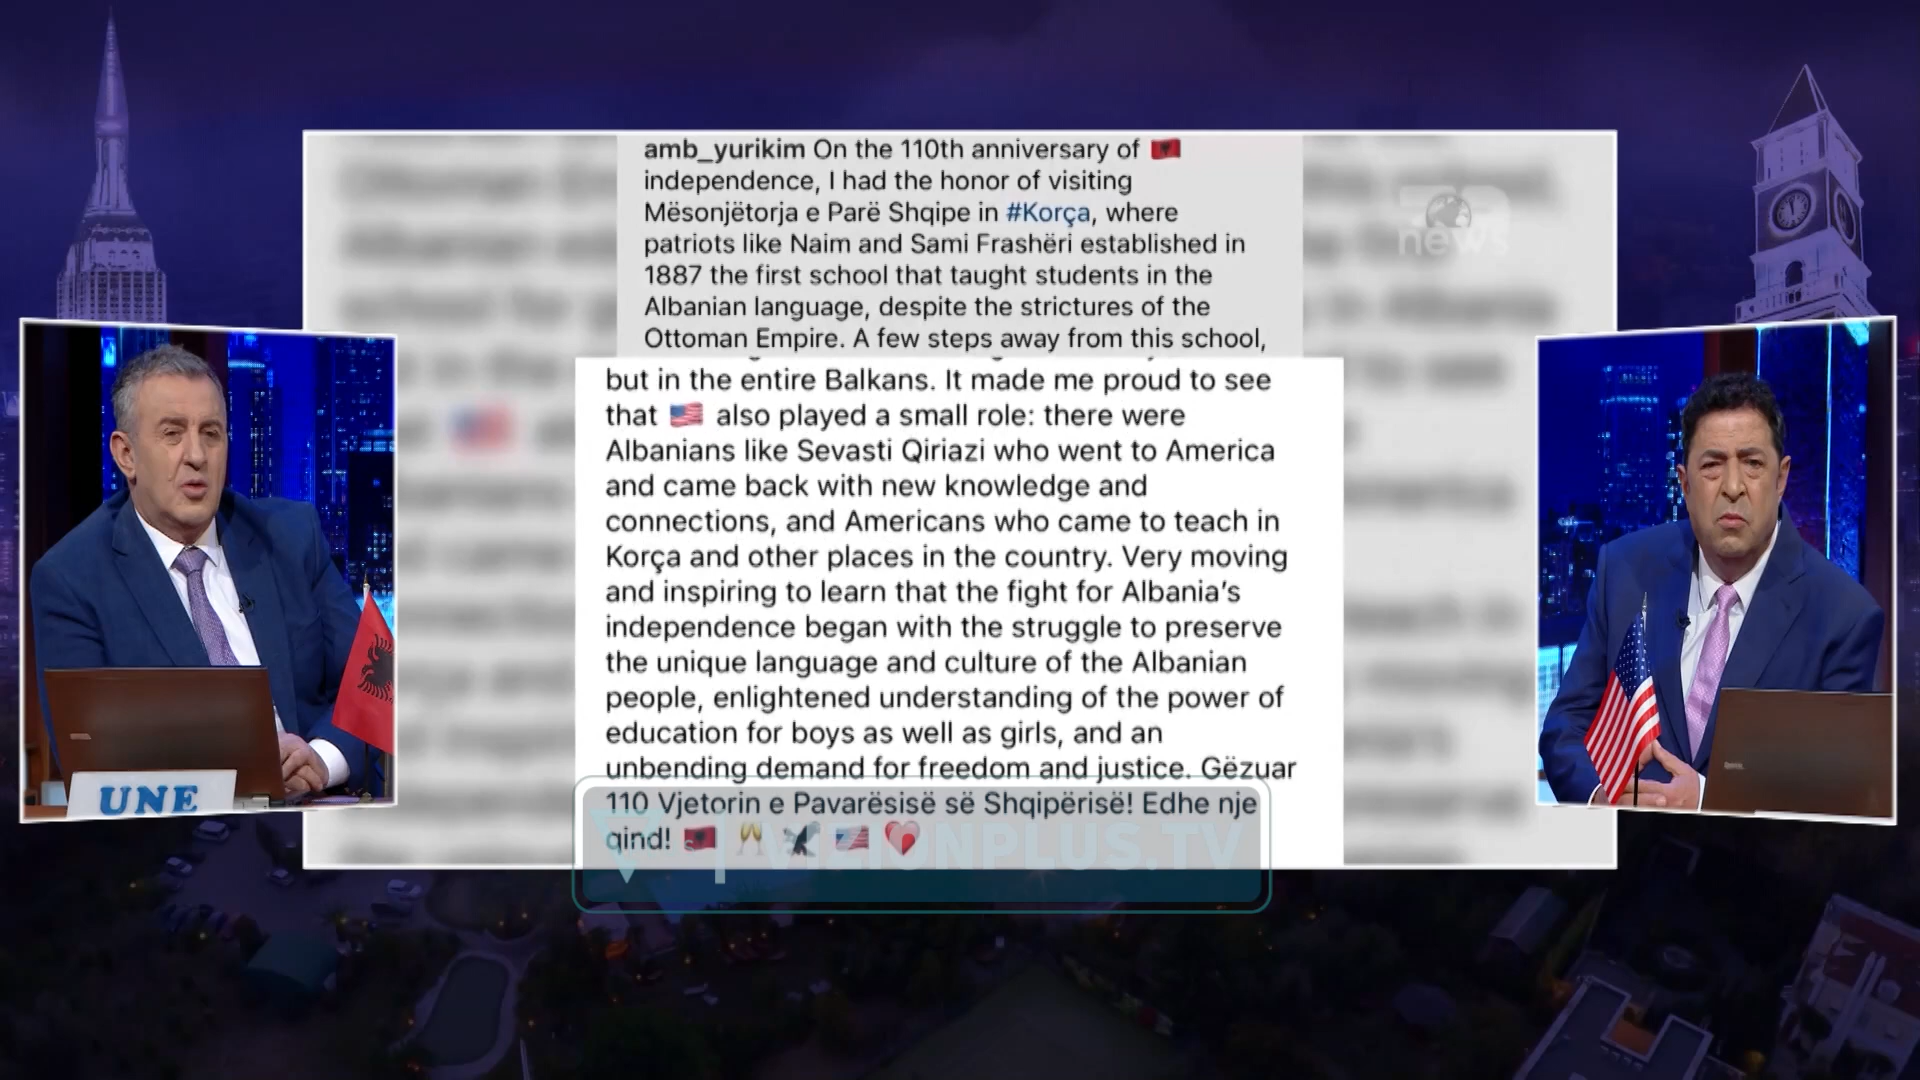 amb_yurikim On the 110th anniversary of
independence, I had the honor of visiting
Mësonjëtorja e Parë Shqipe in #Korça, where
patriots like Naim and Sami Frashëri established in
1887 the first school that taught students in the
Albanian language, despite the strictures of the
Ottoman Empire. A few steps away from this school,
but in the entire Balkans. It made me proud to see
that also played a small role: there were
Albanians like Sevasti Qiriazi who went to America
and came back with new knowledge and
connections, and Americans who came to teach in
Korça and other places in the country. Very moving
and inspiring to learn that the fight for Albania's
independence began with the struggle to preserve
the unique language and culture of the Albanian
people, enlightened understanding of the power of
education for boys as well as girls, and an
unbending demand for freedom and justice. Gëzuar
110 Vjetorin e Pavarësisë së Shqipërisë! Edhe nje
qind!
VIZIONPLUS.TV
news
UNE